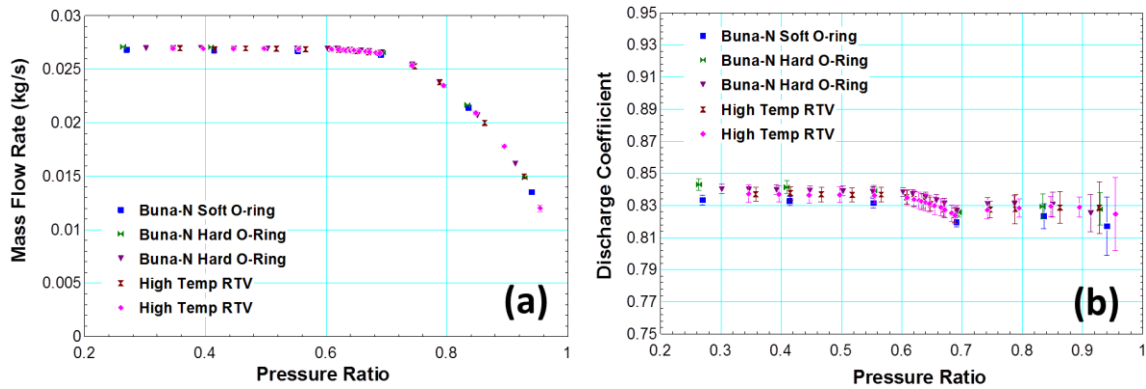 0.03
0.025
0.02
0.015
0.01
0.005
0
Mass Flow Rate (kg/s)
Buna-N Soft O-ring
Buna-N Hard O-Ring
Buna-N Hard O-Ring
High Temp RTV
High Temp RTV
(a)
0.2 0.4 0.6 0.8 1
Pressure Ratio
0.95
0.93
0.91
0.89
0.87
0.85
0.83
0.81
0.79
0.77
0.75
Discharge Coeffiicient
Buna-N Soft O-ring
Buna-N Hard O-Ring
Buna-N Hard O-Ring
High Temp RTV
High Temp RTV
(b)
0.2 0.3 0.4 0.5 0.6 0.7 0.8 0.9 1
Pressure Ratio